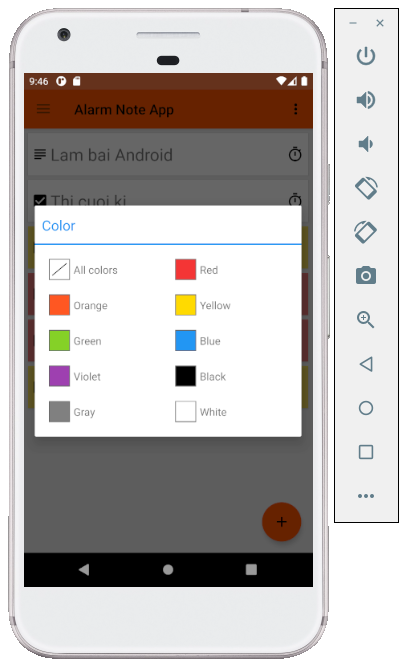 9:46
Alarm Note App
Lam bai Android
Thi cuoi ki
Color
All colors
Red
Orange
Yellow
Green
Blue
Violet
Black
Gray
White